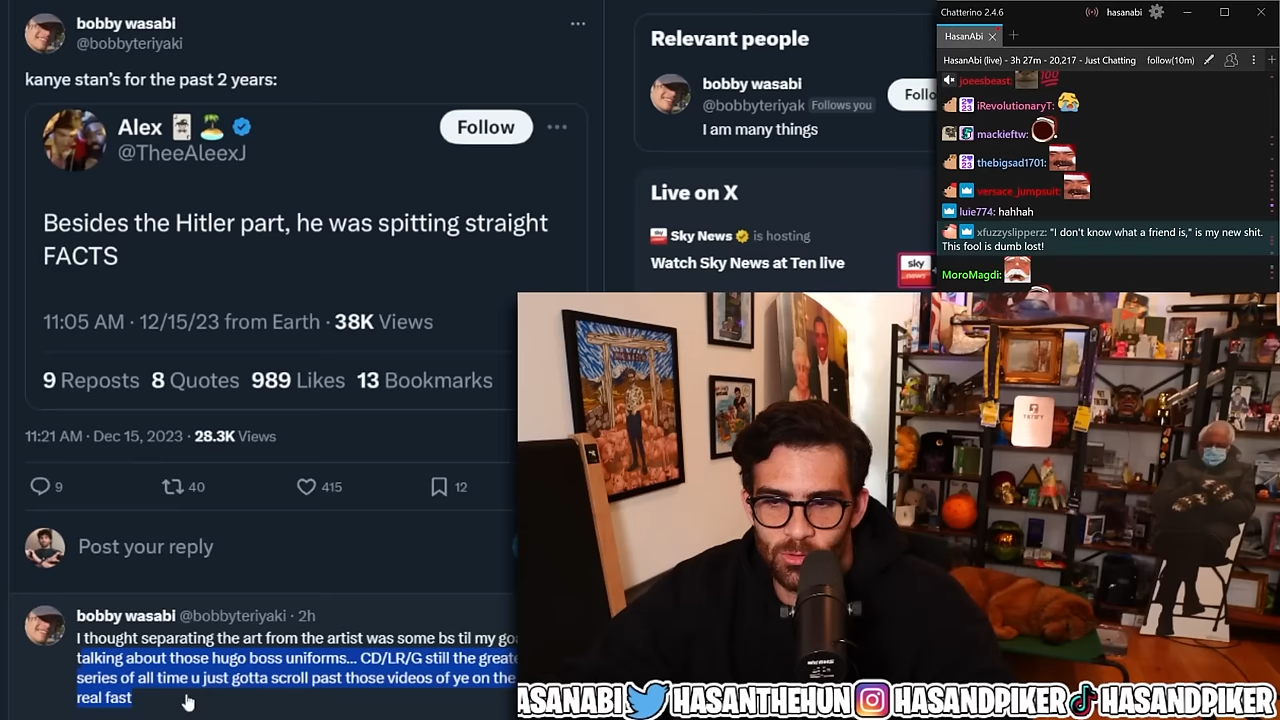 bobby wasabi
@bobbyteriyaki
kanye stan's for the past 2 years:
Alex
@TheeAleexJ
Follow
Besides the Hitler part, he was spitting straight
FACTS
11:05 AM · 12/15/23 from Earth · 38K Views
9 Reposts 8 Quotes 989 Likes 13 Bookmarks
11:21 AM · Dec 15, 2023 · 28.3K Views
9 40 415 12
Post your reply
bobby wasabi @bobbyteriyaki · 2h
I thought separating the art from the artist was some bs til my go
talking about those hugo boss uniforms... CD/LR/G still the greate
series of all time u just gotta scroll past those videos of ye on the
real fast
Relevant people
bobby wasabi
@bobbyteriyak Follows you
Follo
I am many things
Live on X
Sky News is hosting
Watch Sky News at Ten live
sky
news
Chatterino 2.4.6
hasanabi
HasanAbi
HasanAbi (live) - 3h 27m - 20,217 - Just Chatting
follow(10m)
joeesbeast: 100
iRevolutionaryT:
mackieftw:
thebigsad1701:
versace_jumpsuit:
luie774: hahhah
xfuzzyslipperz: "I don't know what a friend is," is my new shit.
This fool is dumb lost!
MoroMagdi:
ASANABI HASANTHEHUN HASANDPIKER HASANDPIKER